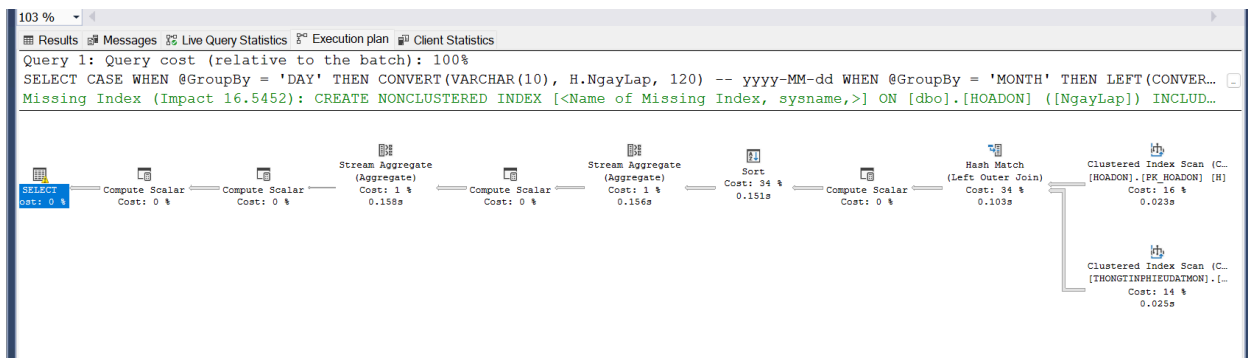 103 %
Results Messages Live Query Statistics Execution plan Client Statistics
Query 1: Query cost (relative to the batch): 100%
SELECT CASE WHEN @GroupBy = 'DAY' THEN CONVERT(VARCHAR(10), H.NgayLap, 120) -- yyyy-MM-dd WHEN @GroupBy = 'MONTH' THEN LEFT(CONVER…
Missing Index (Impact 16.5452): CREATE NONCLUSTERED INDEX [<Name of Missing Index, sysname,>] ON [dbo].[HOADON] ([NgayLap]) INCLUD…
SELECT
Cost: 0 %
Compute Scalar
Cost: 0 %
Compute Scalar
Cost: 0 %
Stream Aggregate
(Aggregate)
Cost: 1 %
0.158s
Compute Scalar
Cost: 0 %
Stream Aggregate
(Aggregate)
Cost: 1 %
0.156s
Sort
Cost: 34 %
0.151s
Compute Scalar
Cost: 0 %
Hash Match
(Left Outer Join)
Cost: 34 %
0.103s
Clustered Index Scan (C…
[HOADON].[PK_HOADON] [H]
Cost: 16 %
0.023s
Clustered Index Scan (C…
[THONGTINPHIEUDATMON].[…
Cost: 14 %
0.025s